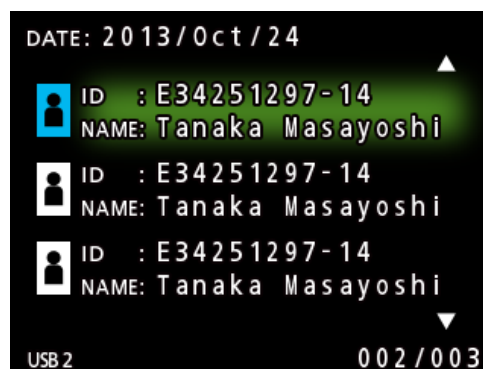 DATE: 2013/Oct/24
ID : E34251297-14
NAME: Tanaka Masayoshi
ID : E34251297-14
NAME: Tanaka Masayoshi
ID : E34251297-14
NAME: Tanaka Masayoshi
USB 2 002/003